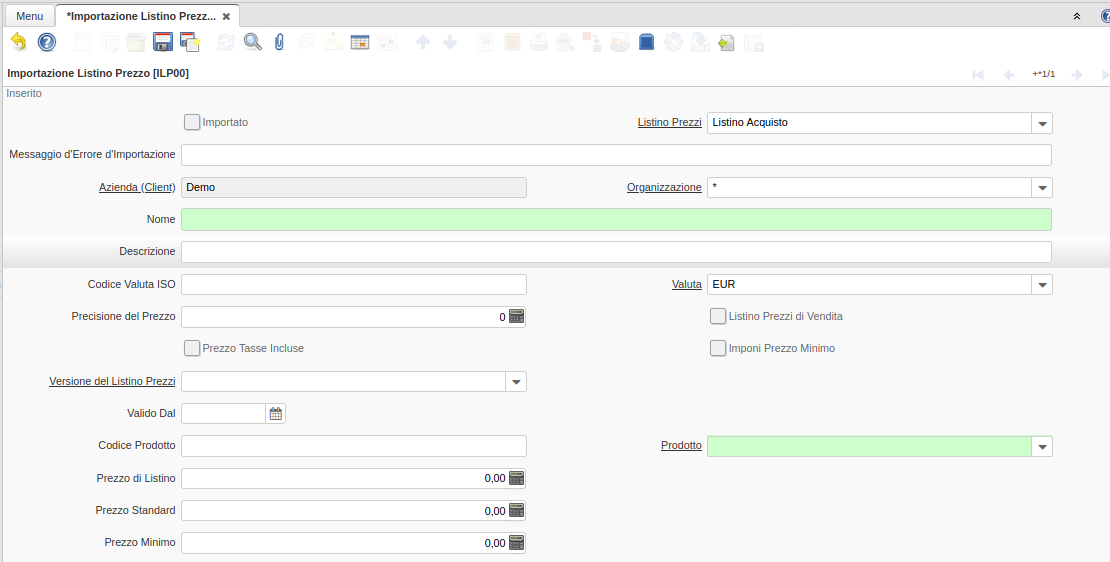 Menu
*Importazione Listino Prezz...
Importazione Listino Prezzo [ILP00]
+*1/1
Inserito
Importato
Listino Prezzi Listino Acquisto
Messaggio d'Errore d'Importazione
Azienda (Client) Demo
Organizzazione *
Nome
Descrizione
Codice Valuta ISO
Valuta EUR
Precisione del Prezzo 0
Listino Prezzi di Vendita
Prezzo Tasse Incluse
Imponi Prezzo Minimo
Versione del Listino Prezzi
Valido Dal
Codice Prodotto
Prodotto
Prezzo di Listino 0,00
Prezzo Standard 0,00
Prezzo Minimo 0,00